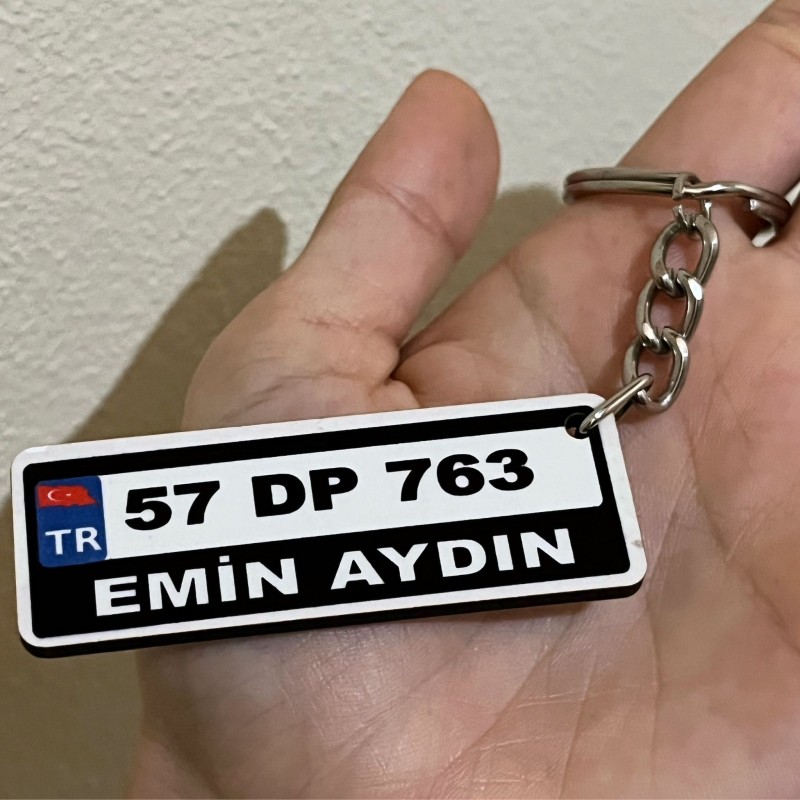 TR 57 DP 763
EMİN AYDIN